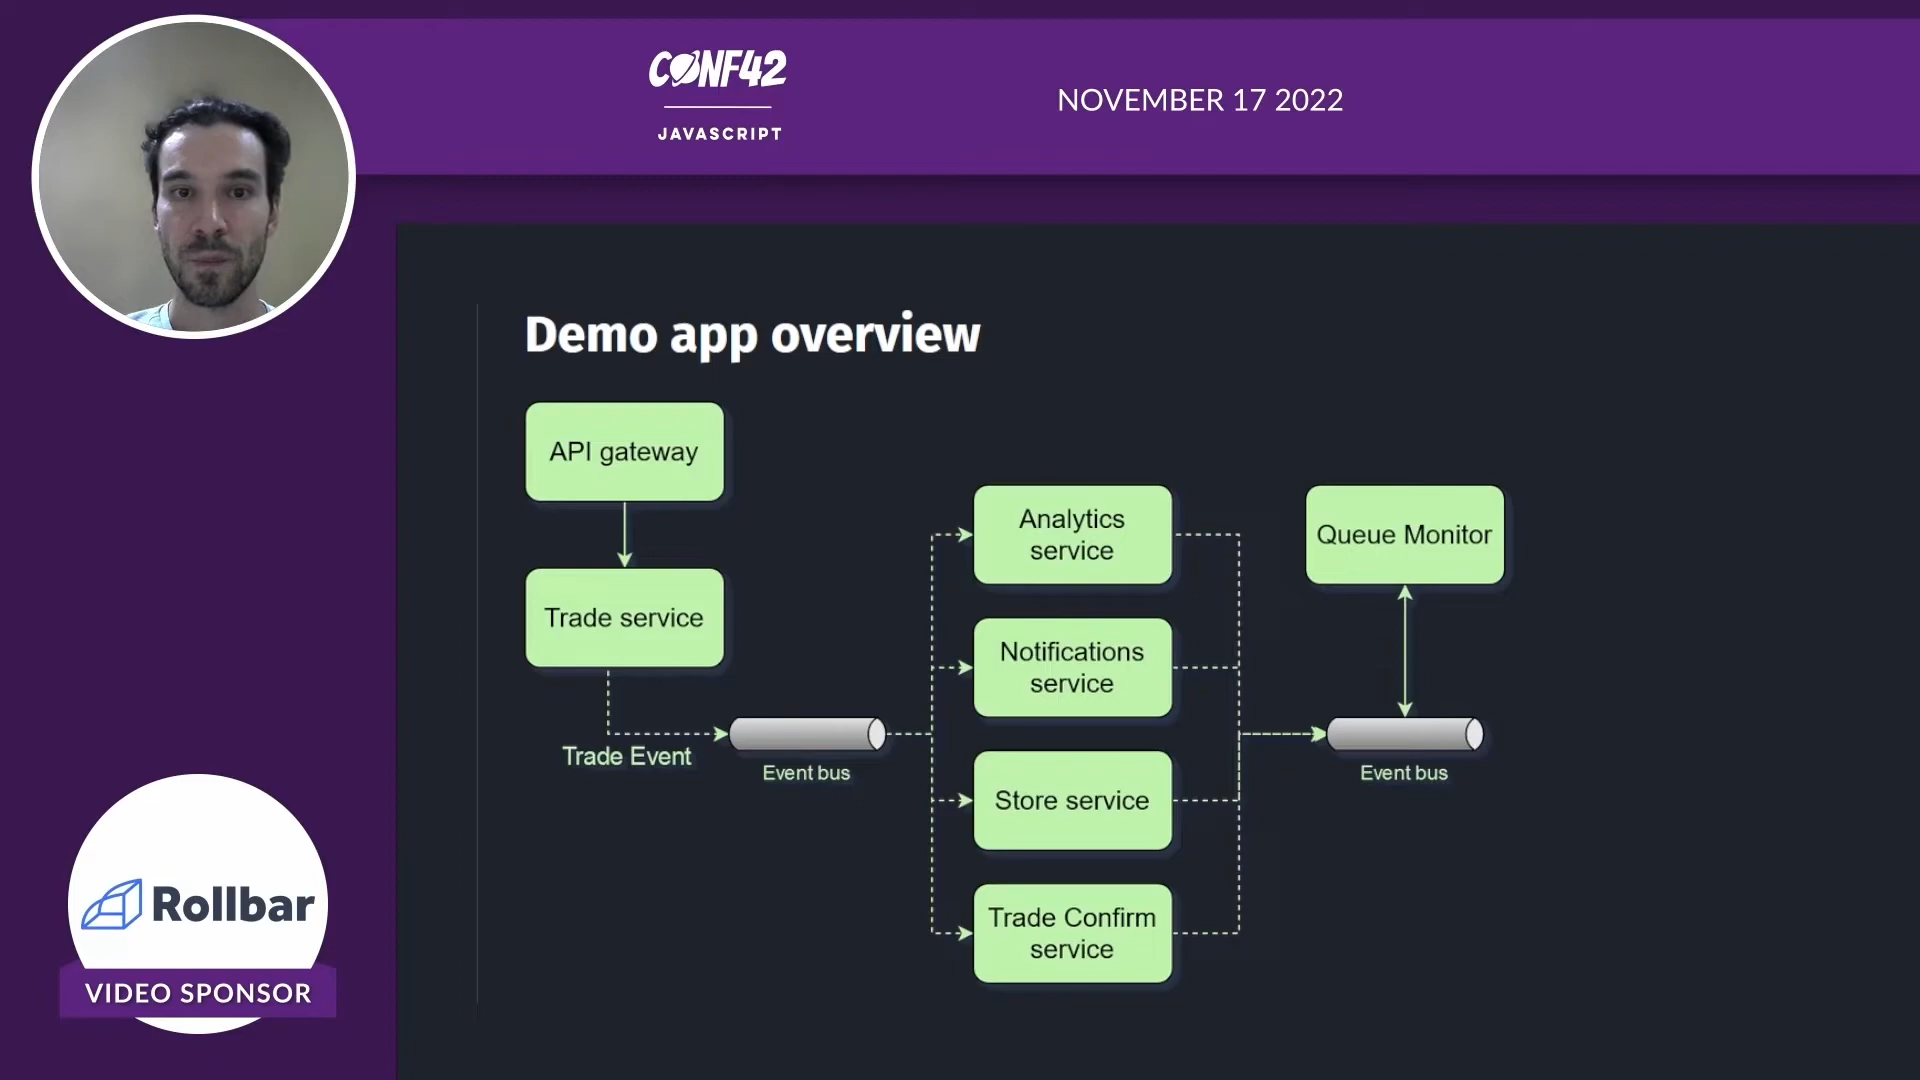 CONF42
JAVASCRIPT
NOVEMBER 17 2022
Demo app overview
API gateway
Trade service
Trade Event
Event bus
Analytics
service
Notifications
service
Store service
Trade Confirm
service
Queue Monitor
Event bus
Rollbar
VIDEO SPONSOR